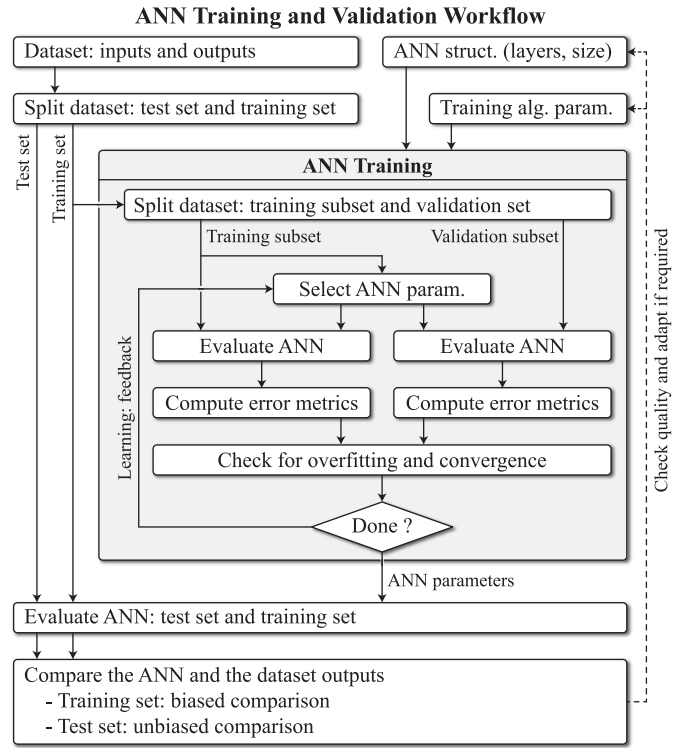 ANN Training and Validation Workflow
Dataset: inputs and outputs
ANN struct. (layers, size)
Split dataset: test set and training set
Training alg. param.
Test set
Training set
ANN Training
Split dataset: training subset and validation set
Training subset
Validation subset
Select ANN param.
Evaluate ANN
Evaluate ANN
Compute error metrics
Compute error metrics
Check for overfitting and convergence
Learning: feedback
Done ?
Check quality and adapt if required
ANN parameters
Evaluate ANN: test set and training set
Compare the ANN and the dataset outputs
- Training set: biased comparison
- Test set: unbiased comparison